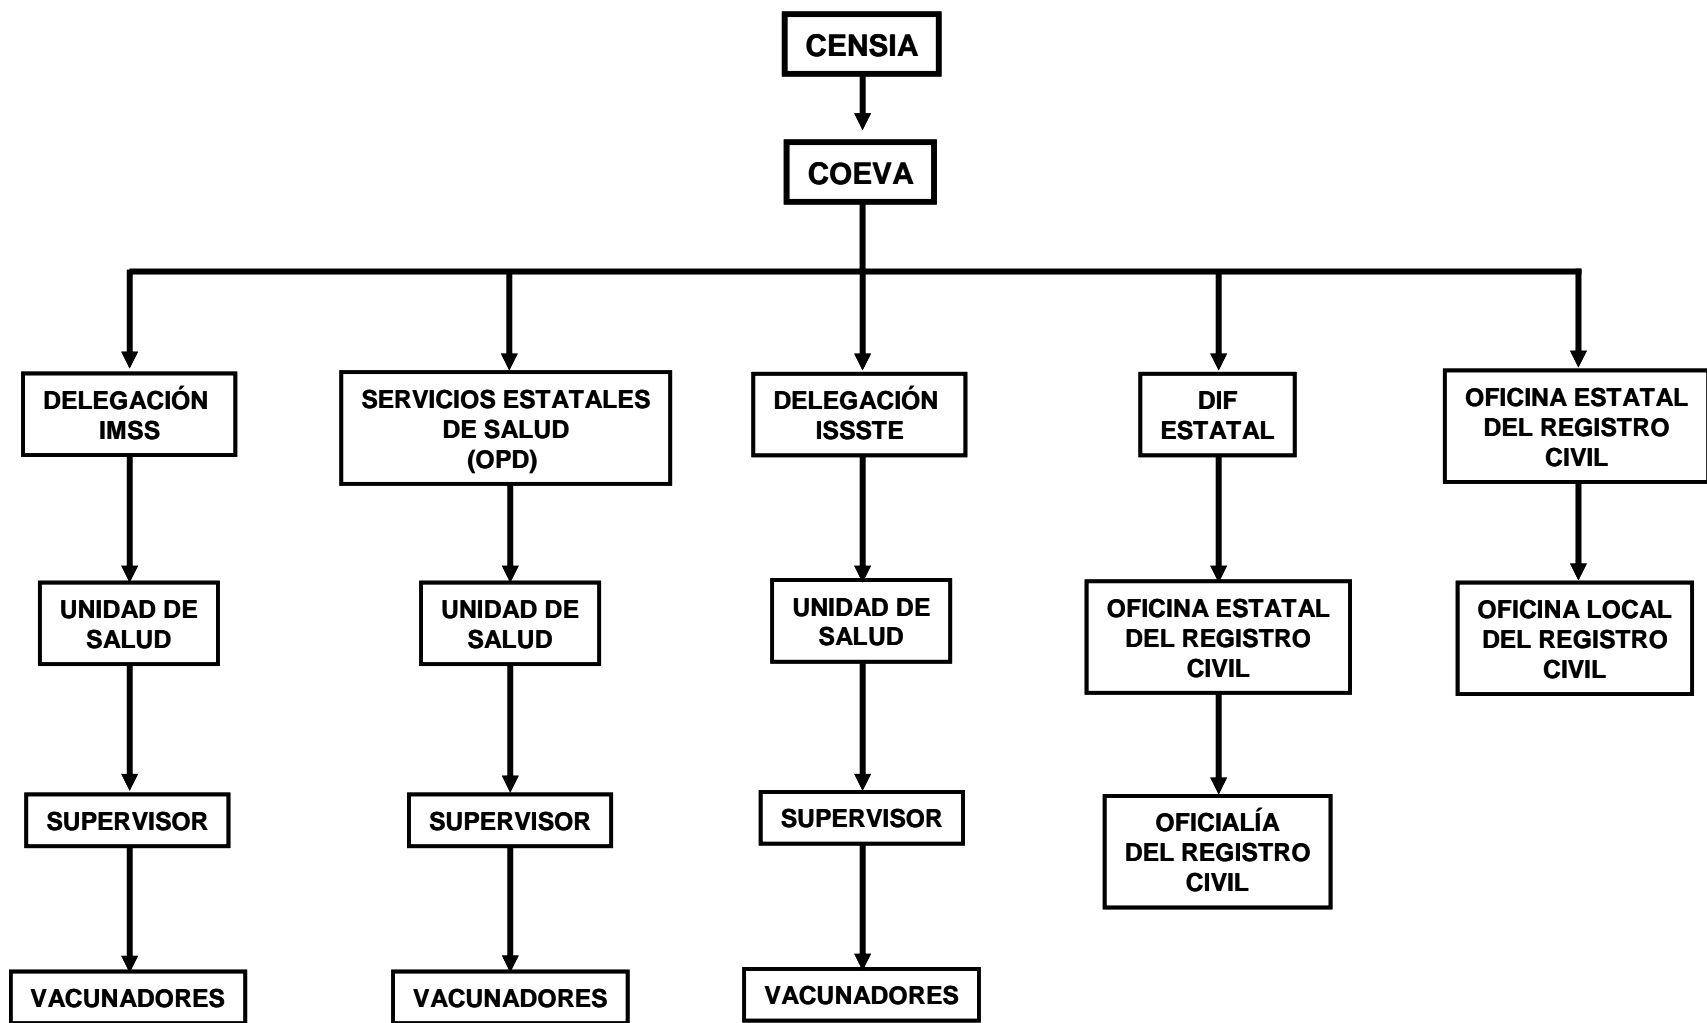 CENSIA
COEVA
DELEGACIÓN
IMSS
SERVICIOS ESTATALES
DE SALUD
(OPD)
DELEGACIÓN
ISSSTE
DIF
ESTATAL
OFICINA ESTATAL
DEL REGISTRO
CIVIL
UNIDAD DE
SALUD
UNIDAD DE
SALUD
UNIDAD DE
SALUD
OFICINA ESTATAL
DEL REGISTRO
CIVIL
OFICINA LOCAL
DEL REGISTRO
CIVIL
SUPERVISOR
SUPERVISOR
SUPERVISOR
OFICIALÍA
DEL REGISTRO
CIVIL
VACUNADORES
VACUNADORES
VACUNADORES